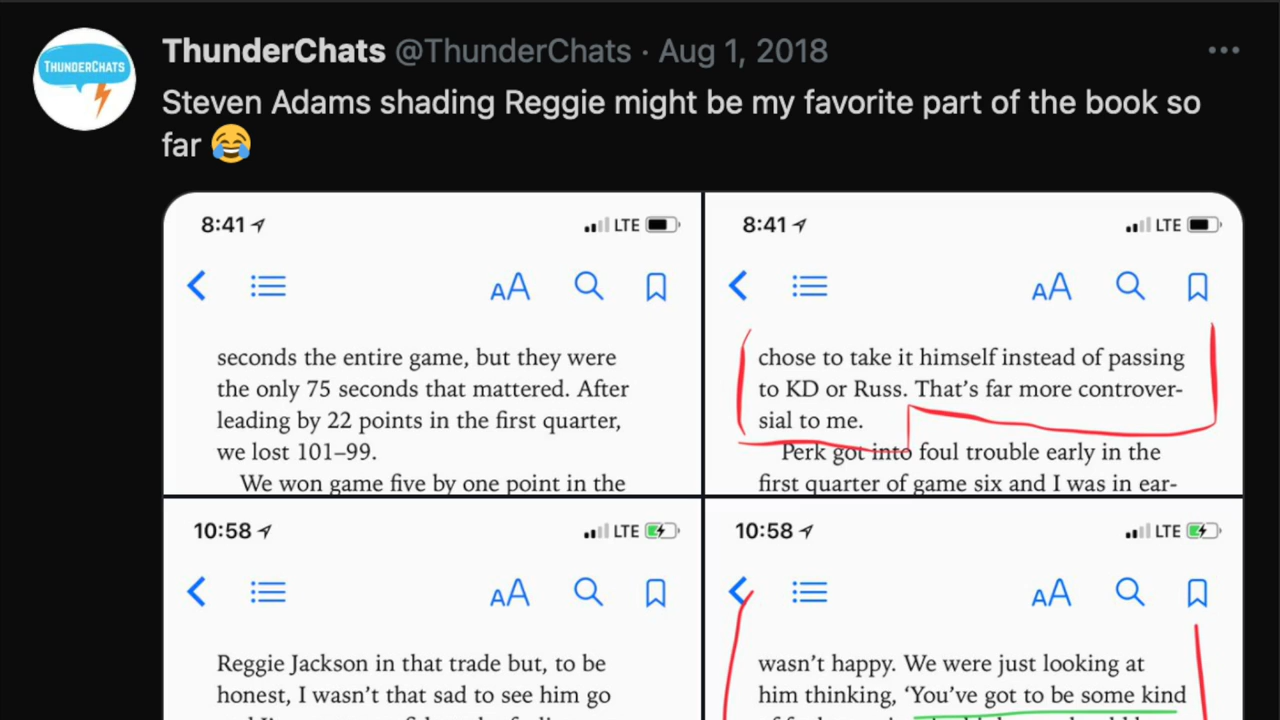 THUNDERCHATS
ThunderChats @ThunderChats · Aug 1, 2018
Steven Adams shading Reggie might be my favorite part of the book so
far 😂
8:41
LTE
AA
seconds the entire game, but they were
the only 75 seconds that mattered. After
leading by 22 points in the first quarter,
we lost 101–99.
We won game five by one point in the
8:41
LTE
AA
chose to take it himself instead of passing
to KD or Russ. That’s far more controver-
sial to me.
Perk got into foul trouble early in the
first quarter of game six and I was in ear-
10:58
LTE
AA
Reggie Jackson in that trade but, to be
honest, I wasn’t that sad to see him go
10:58
LTE
AA
wasn’t happy. We were just looking at
him thinking, ‘You’ve got to be some kind